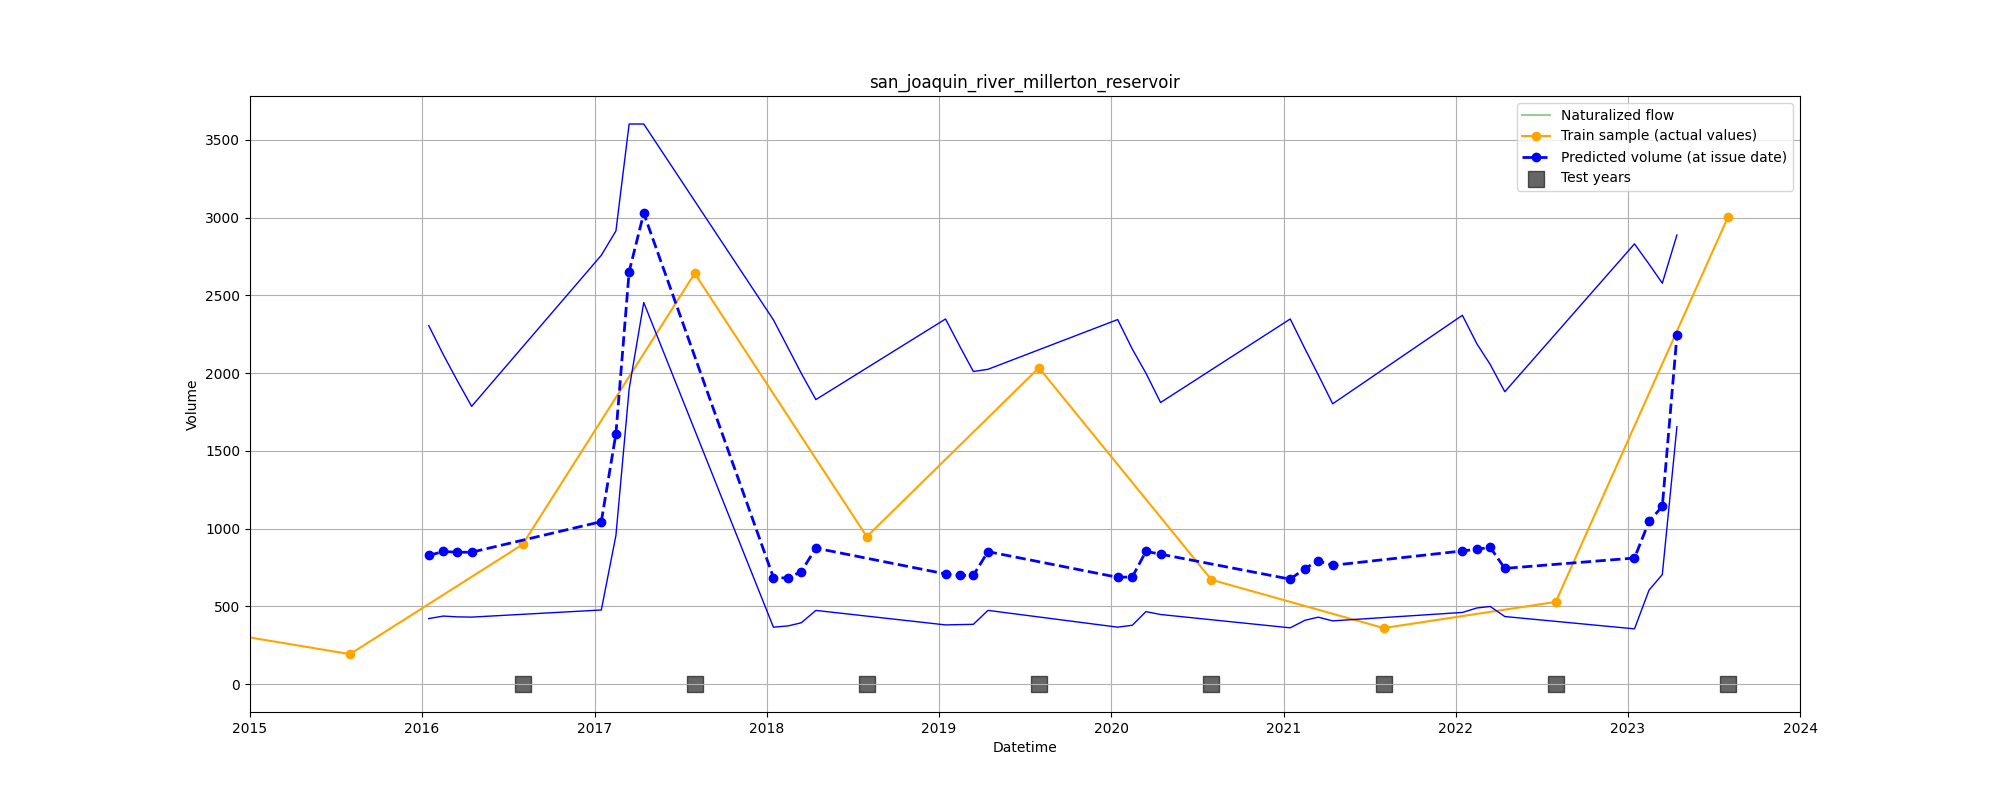 san_joaquin_river_millerton_reservoir
Naturalized flow
Train sample (actual values)
Predicted volume (at issue date)
Test years
Volume
3500
3000
2500
2000
1500
1000
500
0
2015 2016 2017 2018 2019 2020 2021 2022 2023 2024
Datetime